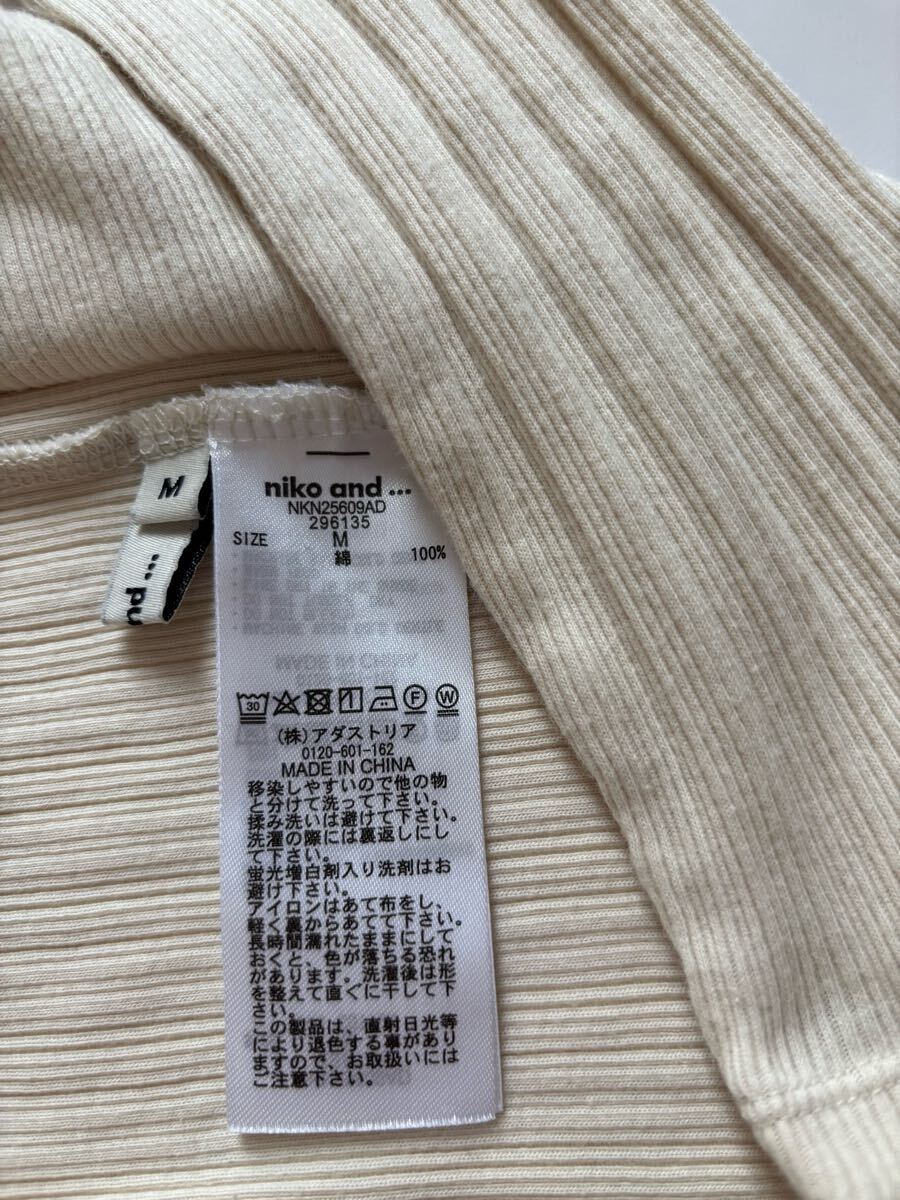 M
nd ...
niko and ...
NKN25609AD
296135
SIZE M
綿 100%
MADE IN CHINA
30 F W
(株)アダストリア
0120-601-162
MADE IN CHINA
移染しやすいので他の物
と分けて洗って下さい。
揉み洗いは避けて下さい。
洗濯の際には裏返しにし
て下さい。
蛍光増白剤入り洗剤はお
避け下さい。
アイロンはあて布をし、
軽く裏からあてて下さい。
長時間濡れたままにして
おくと、色が落ちる恐れ
があります。洗濯後は形
を整えて直ぐに干して下
さい。
この製品は、直射日光等
により退色する事があり
ますので、お取扱いには
ご注意下さい。